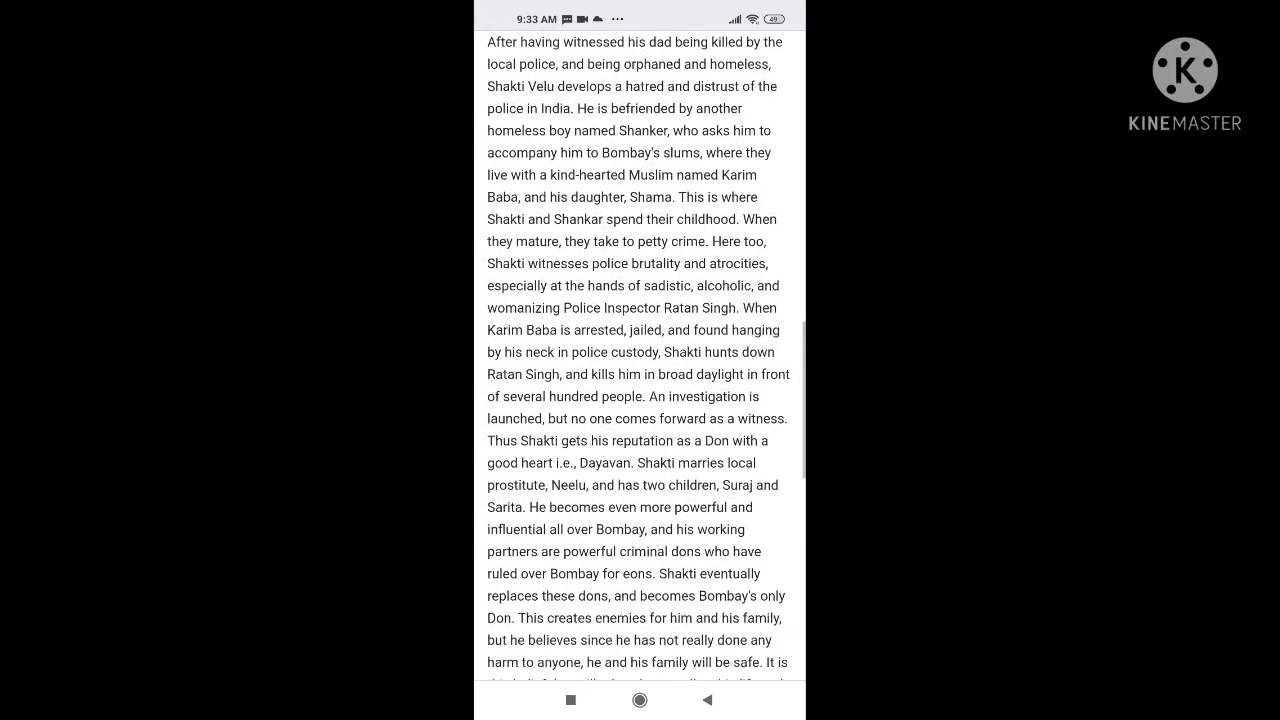 9:33 AM
49
After having witnessed his dad being killed by the
local police, and being orphaned and homeless,
Shakti Velu develops a hatred and distrust of the
police in India. He is befriended by another
homeless boy named Shanker, who asks him to
accompany him to Bombay's slums, where they
live with a kind-hearted Muslim named Karim
Baba, and his daughter, Shama. This is where
Shakti and Shankar spend their childhood. When
they mature, they take to petty crime. Here too,
Shakti witnesses police brutality and atrocities,
especially at the hands of sadistic, alcoholic, and
womanizing Police Inspector Ratan Singh. When
Karim Baba is arrested, jailed, and found hanging
by his neck in police custody, Shakti hunts down
Ratan Singh, and kills him in broad daylight in front
of several hundred people. An investigation is
launched, but no one comes forward as a witness.
Thus Shakti gets his reputation as a Don with a
good heart i.e., Dayavan. Shakti marries local
prostitute, Neelu, and has two children, Suraj and
Sarita. He becomes even more powerful and
influential all over Bombay, and his working
partners are powerful criminal dons who have
ruled over Bombay for eons. Shakti eventually
replaces these dons, and becomes Bombay's only
Don. This creates enemies for him and his family,
but he believes since he has not really done any
harm to anyone, he and his family will be safe. It is
K
KINEMASTER